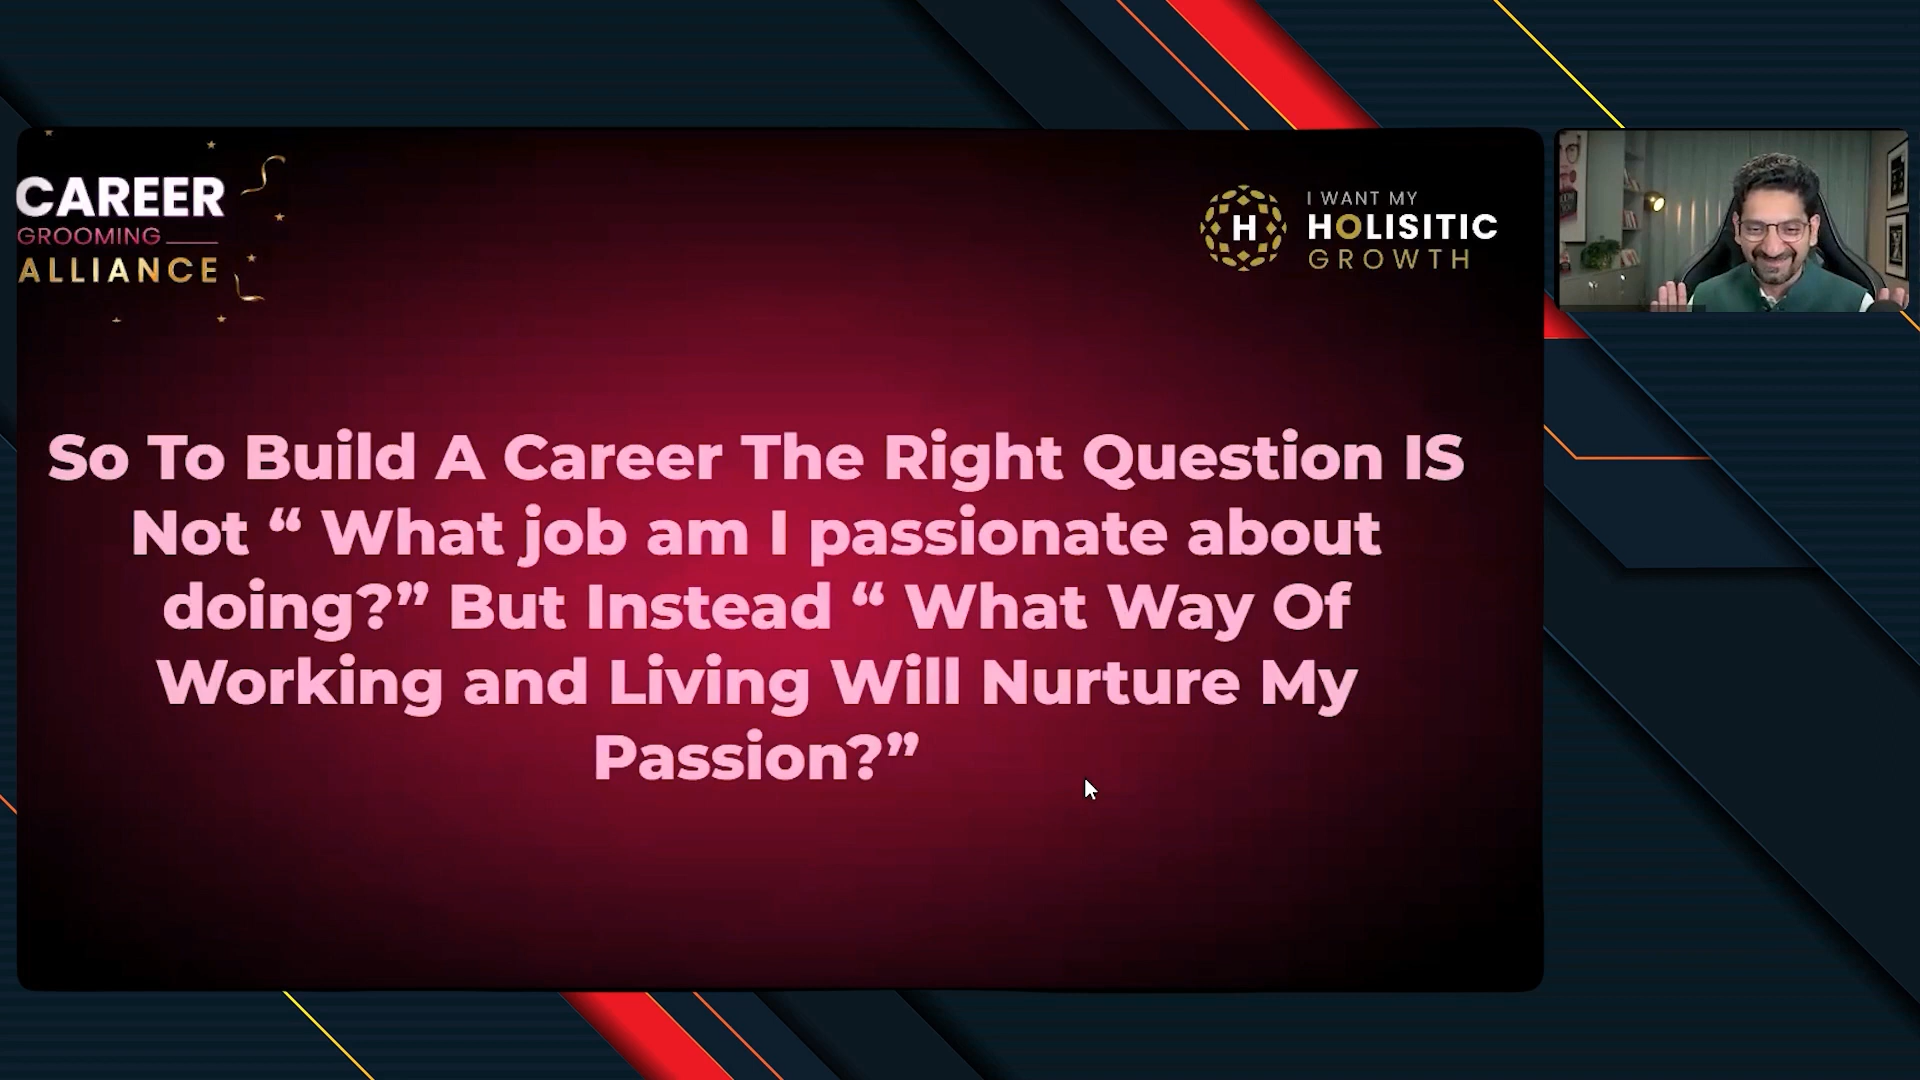 CAREER
GROOMING
ALLIANCE
H
I WANT MY
HOLISITIC
GROWTH
So To Build A Career The Right Question IS
Not “ What job am I passionate about
doing?” But Instead “ What Way Of
Working and Living Will Nurture My
Passion?”